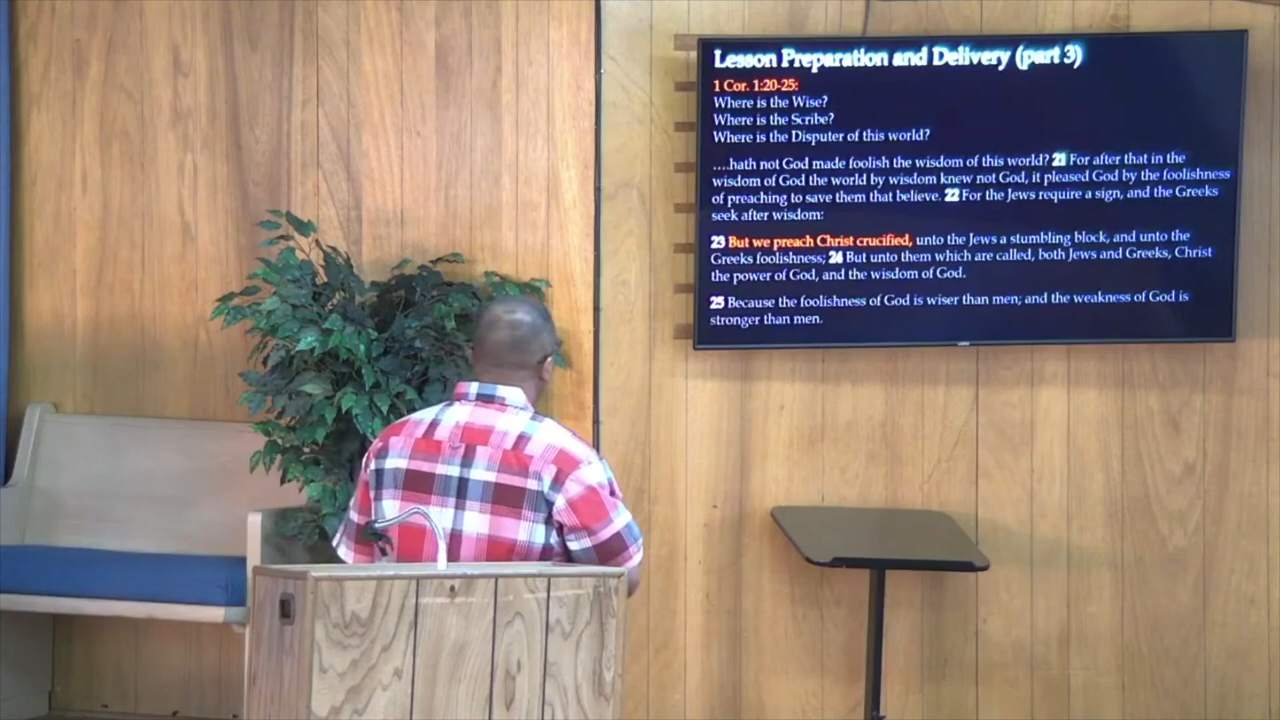 Lesson Preparation and Delivery (part 3)
1 Cor. 1:20-25:
Where is the Wise?
Where is the Scribe?
Where is the Disputer of this world?
....hath not God made foolish the wisdom of this world? 21 For after that in the
wisdom of God the world by wisdom knew not God, it pleased God by the foolishness
of preaching to save them that believe. 22 For the Jews require a sign, and the Greeks
seek after wisdom:
23 But we preach Christ crucified, unto the Jews a stumbling block, and unto the
Greeks foolishness; 24 But unto them which are called, both Jews and Greeks, Christ
the power of God, and the wisdom of God.
25 Because the foolishness of God is wiser than men; and the weakness of God is
stronger than men.